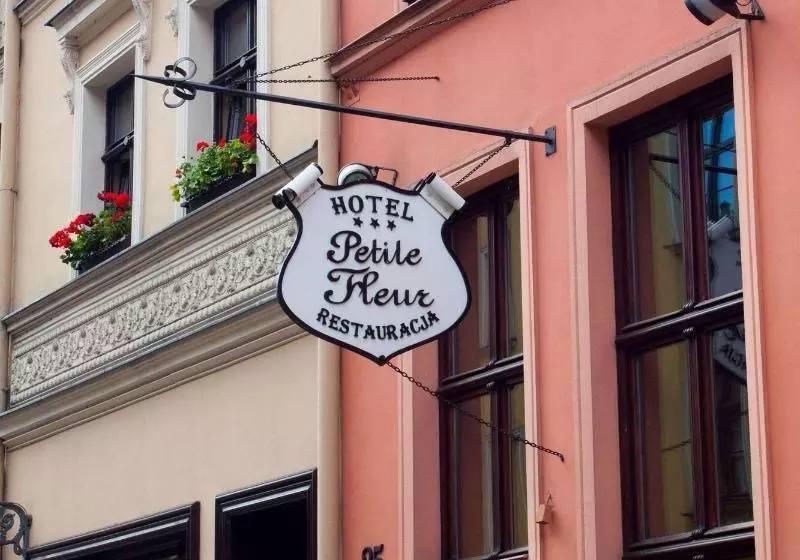 HOTEL
★★★
Petite
Fleur
RESTAURACJA